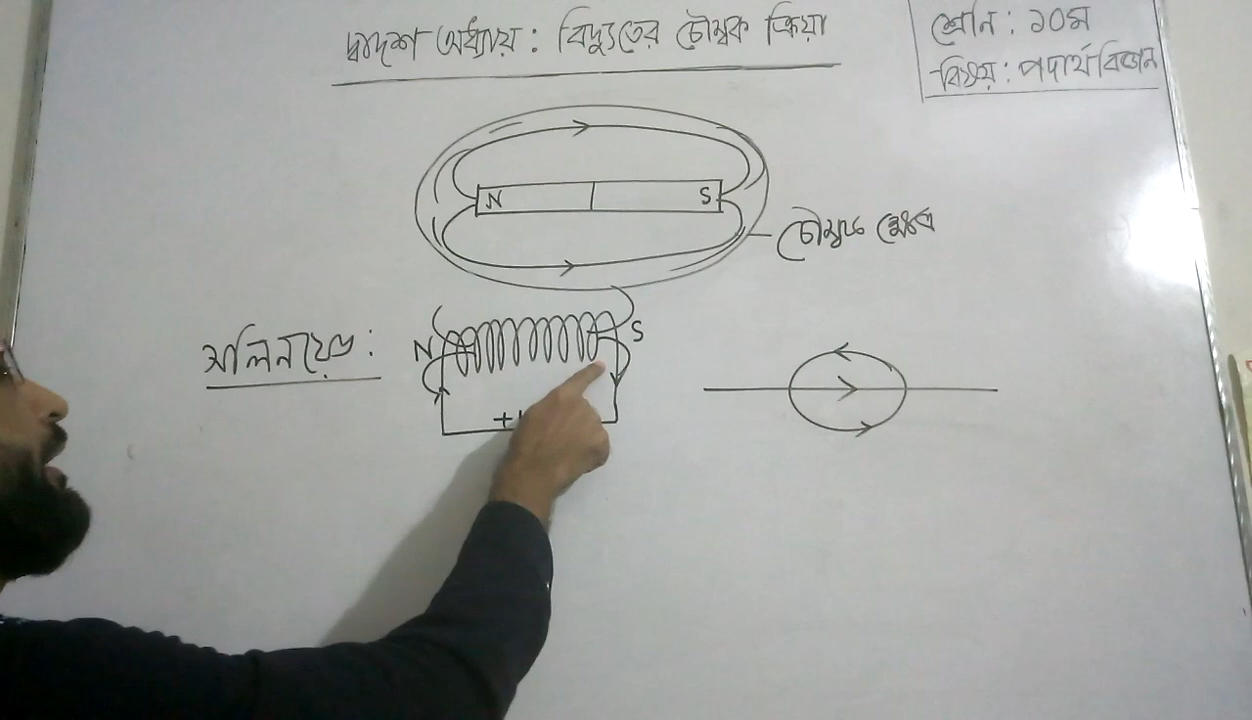 দ্বাদশ অধ্যায় : বিদ্যুতের চৌম্বক ক্রিয়া
শ্রেনি : ১০ম
বিষয় : পদার্থবিজ্ঞান
N S
চৌম্বক ক্ষেত্র
সলিনয়েড :
N S
+